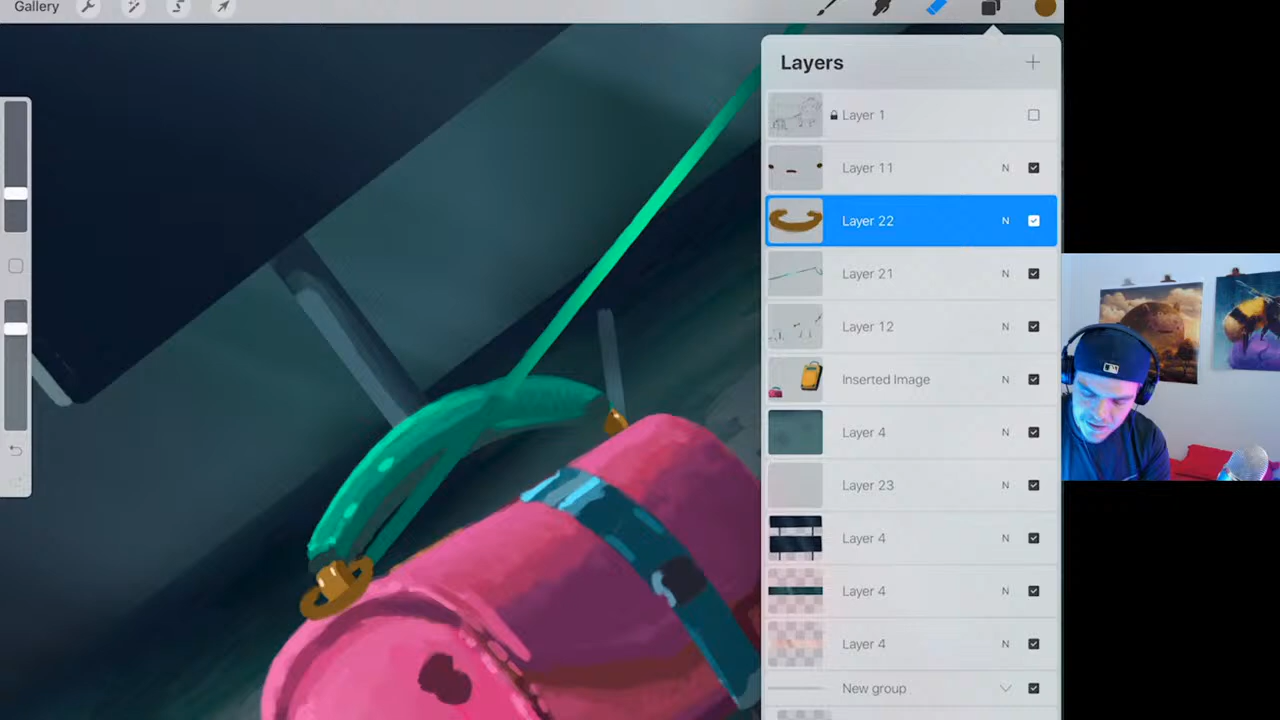 Gallery
Layers
Layer 1
Layer 11 N
Layer 22 N
Layer 21 N
Layer 12 N
Inserted Image N
Layer 4 N
Layer 23 N
Layer 4 N
Layer 4 N
Layer 4 N
New group